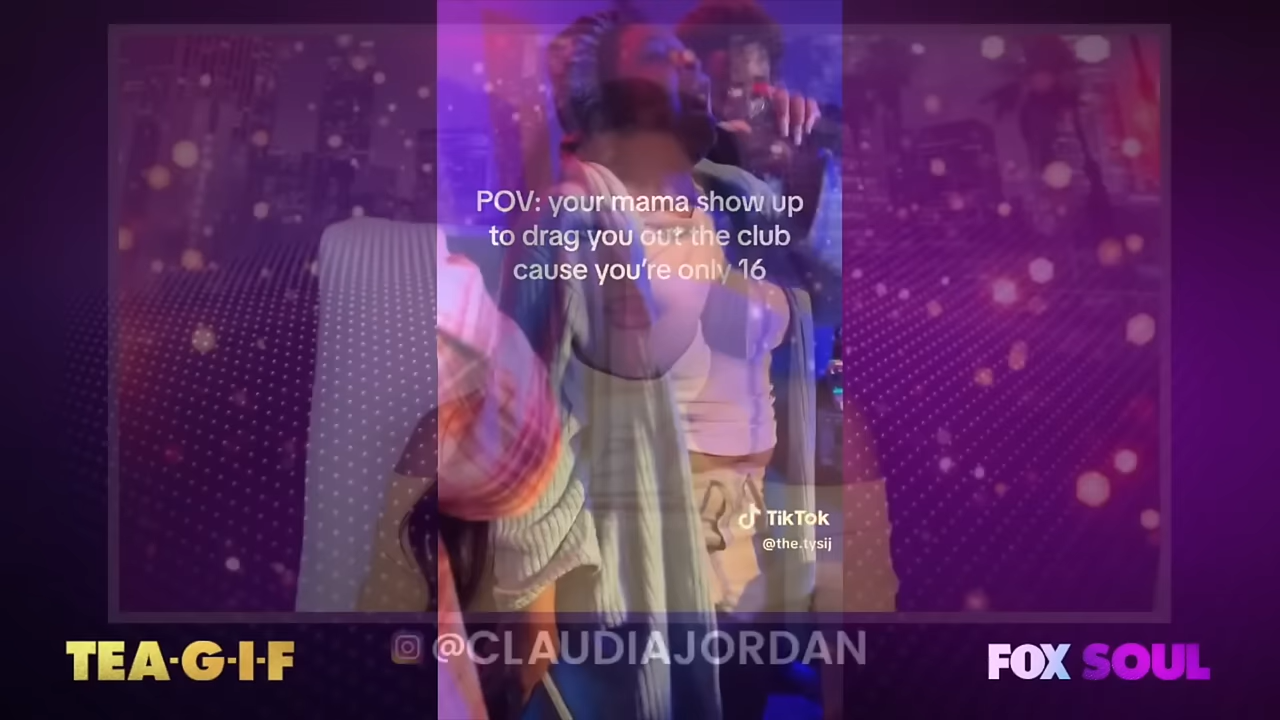 POV: your mama show up
to drag you out the club
cause you’re only 16
TikTok
@the.tysij
@CLAUDIAJORDAN
TEA-G-I-F
FOX SOUL